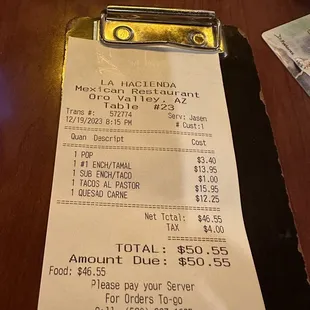 LA HACIENDA
Mexican Restaurant
Oro Valley, AZ
Table #23
Trans #: 572774 Serv: Jasen
12/19/2023 8:15 PM # Cust:1
Quan Descript Cost
1 POP $3.40
1 #1 ENCH/TAMAL $13.95
1 SUB ENCH/TACO $1.00
1 TACOS AL PASTOR $15.95
1 QUESAD CARNE $12.25
Net Total: $46.55
TAX $4.00
TOTAL: $50.55
Amount Due: $50.55
Food: $46.55
Please pay your Server
For Orders To-go